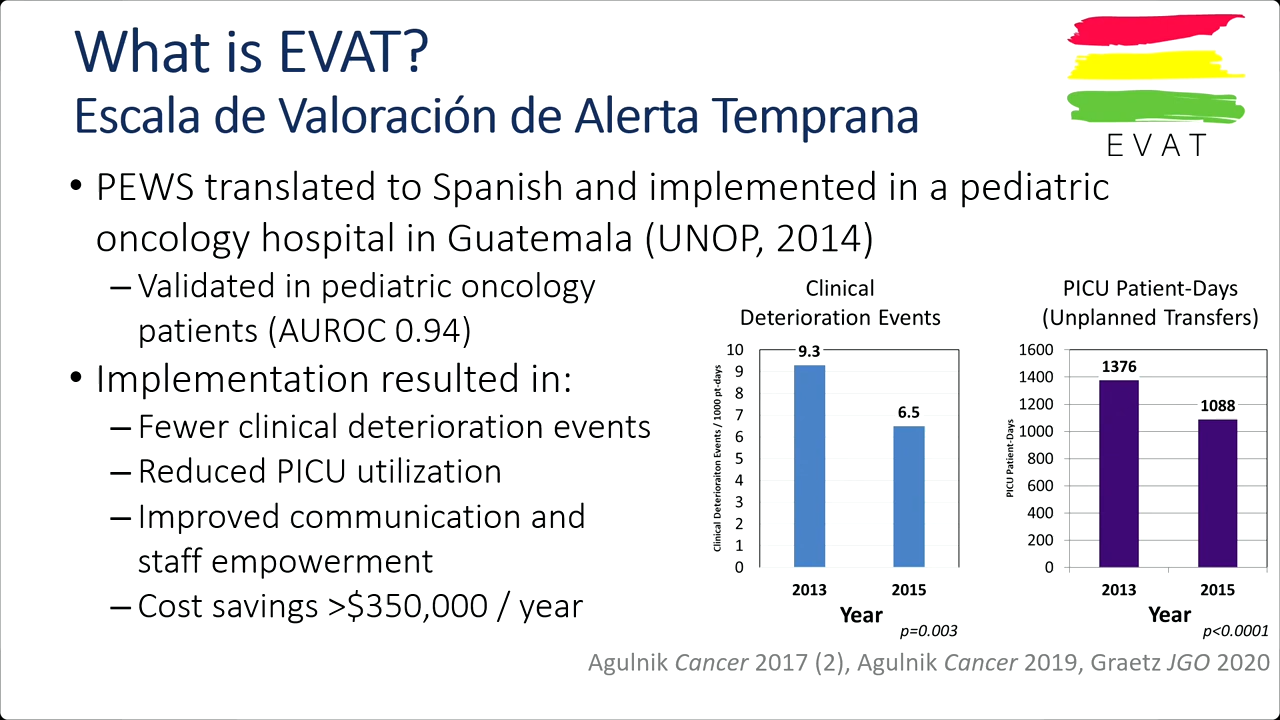 What is EVAT?
Escala de Valoración de Alerta Temprana
E V A T
• PEWS translated to Spanish and implemented in a pediatric
oncology hospital in Guatemala (UNOP, 2014)
– Validated in pediatric oncology
patients (AUROC 0.94)
• Implementation resulted in:
– Fewer clinical deterioration events
– Reduced PICU utilization
– Improved communication and
staff empowerment
– Cost savings >$350,000 / year
Clinical
Deterioration Events
Clinical Deterioraiton Events / 1000 pt-days
10
9
8
7
6
5
4
3
2
1
0
9.3
6.5
2013 2015
Year
p=0.003
PICU Patient-Days
(Unplanned Transfers)
PICU Patient-Days
1600
1400
1200
1000
800
600
400
200
0
1376
1088
2013 2015
Year
p<0.0001
Agulnik Cancer 2017 (2), Agulnik Cancer 2019, Graetz JGO 2020